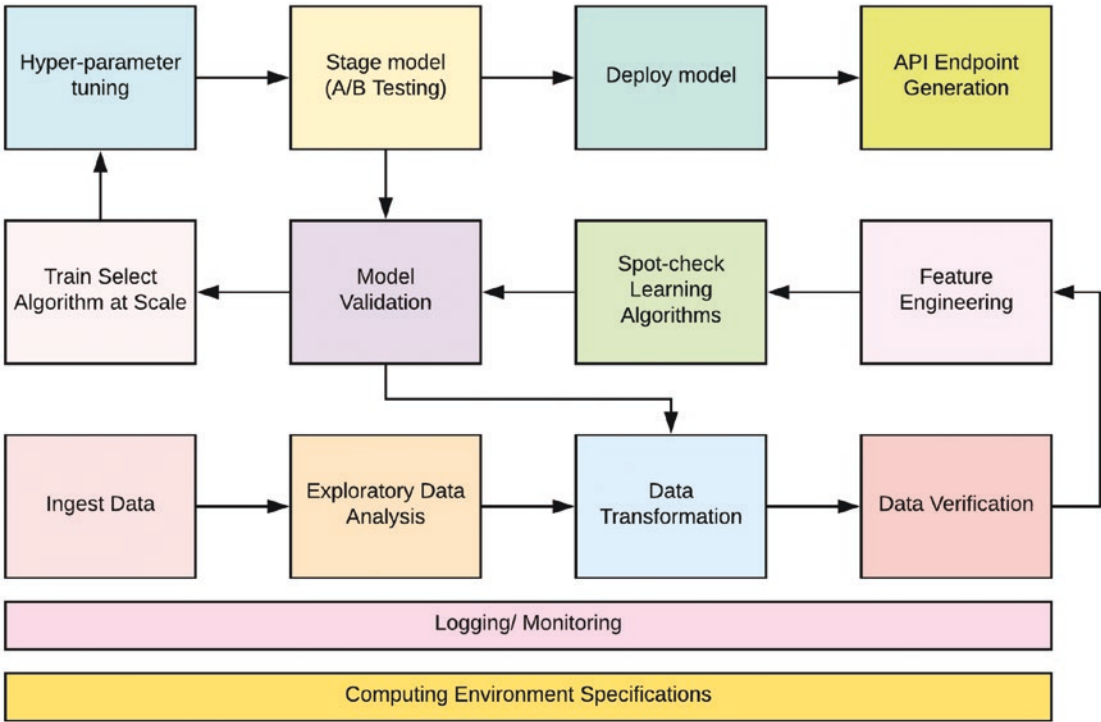 Hyper-parameter
tuning
Stage model
(A/B Testing)
Deploy model
API Endpoint
Generation
Train Select
Algorithm at Scale
Model
Validation
Spot-check
Learning
Algorithms
Feature
Engineering
Ingest Data
Exploratory Data
Analysis
Data
Transformation
Data Verification
Logging/ Monitoring
Computing Environment Specifications